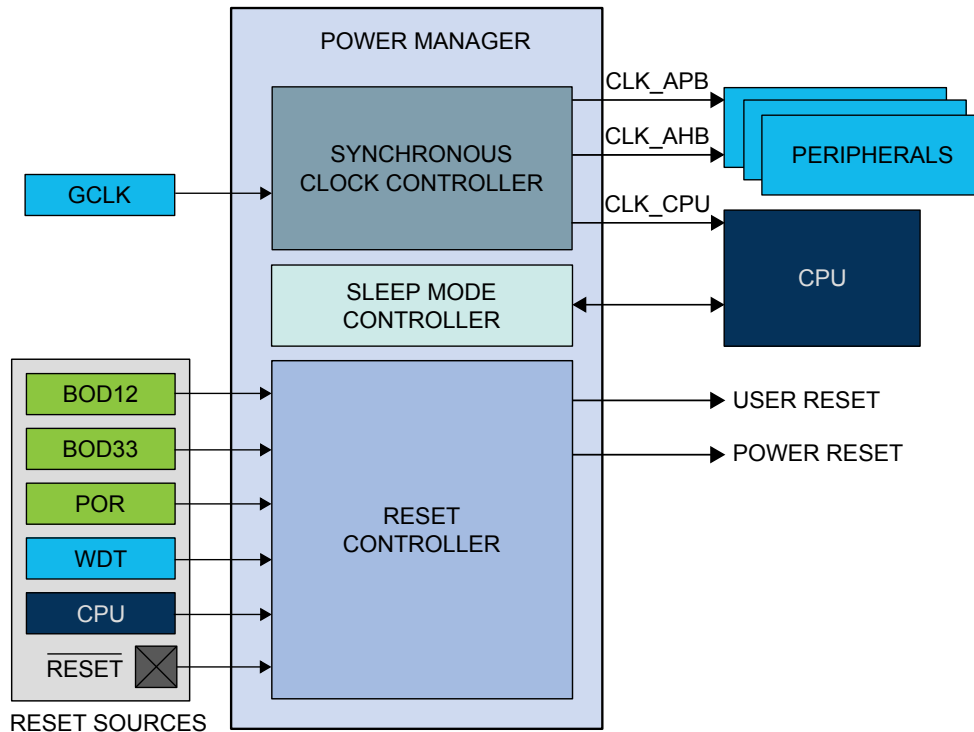 POWER MANAGER
CLK_APB
SYNCHRONOUS
CLOCK CONTROLLER
CLK_AHB
PERIPHERALS
GCLK
CLK_CPU
CPU
SLEEP MODE
CONTROLLER
BOD12
BOD33
POR
WDT
CPU
RESET
RESET SOURCES
RESET
CONTROLLER
USER RESET
POWER RESET